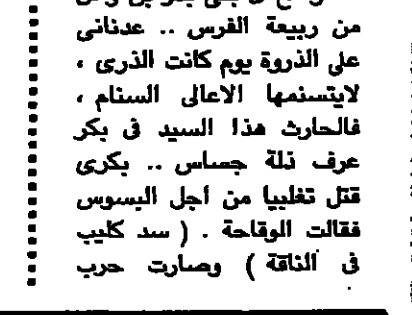 من ربيعة الفرس .. عدنانى
على الذروة يوم كانت الذرى ،
لايتسنمها الاعالى السنام ،
فالحارث هذا السيد فى بكر
عرف ذلة جساس .. بكرى
قتل تغلبيا من اجل البسوس
فقالت الوقاحة . ( سد كليب
فى الناقة ) وصارت حرب